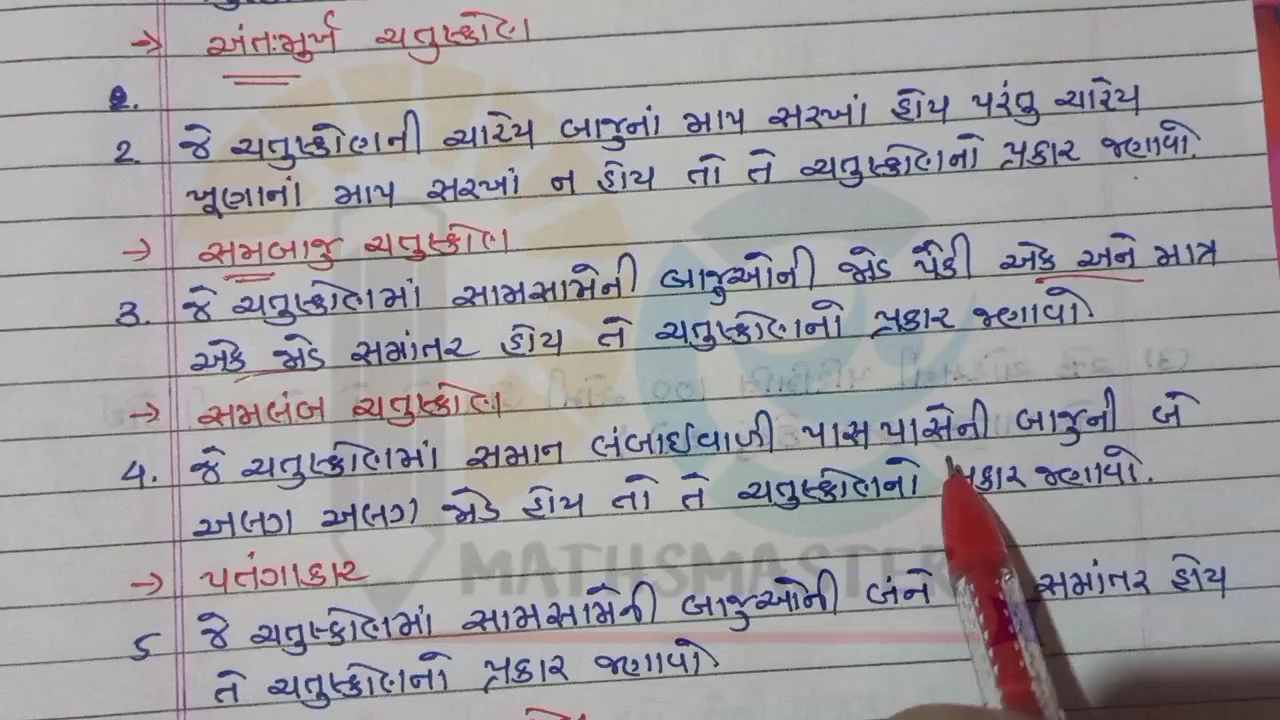 → અંતઃમુર્ખ ચતુષ્કોણ
2.
2. જે ચતુષ્કોણની ચારેય બાજુનાં માપ સરખાં હોય પરંતુ ચારેય
ખૂણાનાં માપ સરખાં ન હોય તો તે ચતુષ્કોણનો પ્રકાર જણાવો.
→ સમબાજુ ચતુષ્કોણ
3. જે ચતુષ્કોણમાં સામસામેની બાજુઓની જોડ પૈકી એક અને માત્ર
એક જોડ સમાંતર હોય તે ચતુષ્કોણનો પ્રકાર જણાવો
→ સમલંબ ચતુષ્કોણ
4. જે ચતુષ્કોણમાં સમાન લંબાઈવાળી પાસપાસેની બાજુની બે
અલગ અલગ જોડ હોય તો તે ચતુષ્કોણનો પ્રકાર જણાવો.
→ પતંગાકાર
MATHSMASTER
5 જે ચતુષ્કોણમાં સામસામેની બાજુઓની બંને સમાંતર હોય
તે ચતુષ્કોણનો પ્રકાર જણાવો